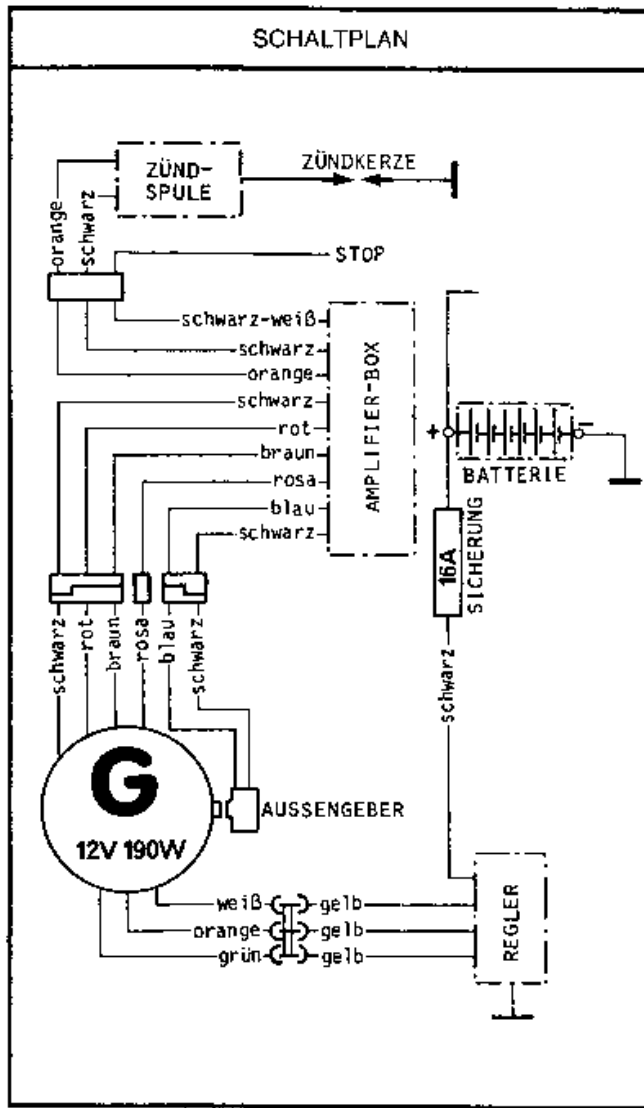 SCHALTPLAN
ZÜND-
SPULE
ZÜNDKERZE
orange
schwarz
STOP
schwarz-weiß
schwarz
orange
schwarz
rot
braun
rosa
blau
schwarz
AMPLIFIER-BOX
+
-
BATTERIE
16A
SICHERUNG
schwarz
rot
braun
rosa
blau
schwarz
schwarz
G
12V 190W
AUSSENGEBER
weiß
gelb
orange
gelb
grün
gelb
REGLER